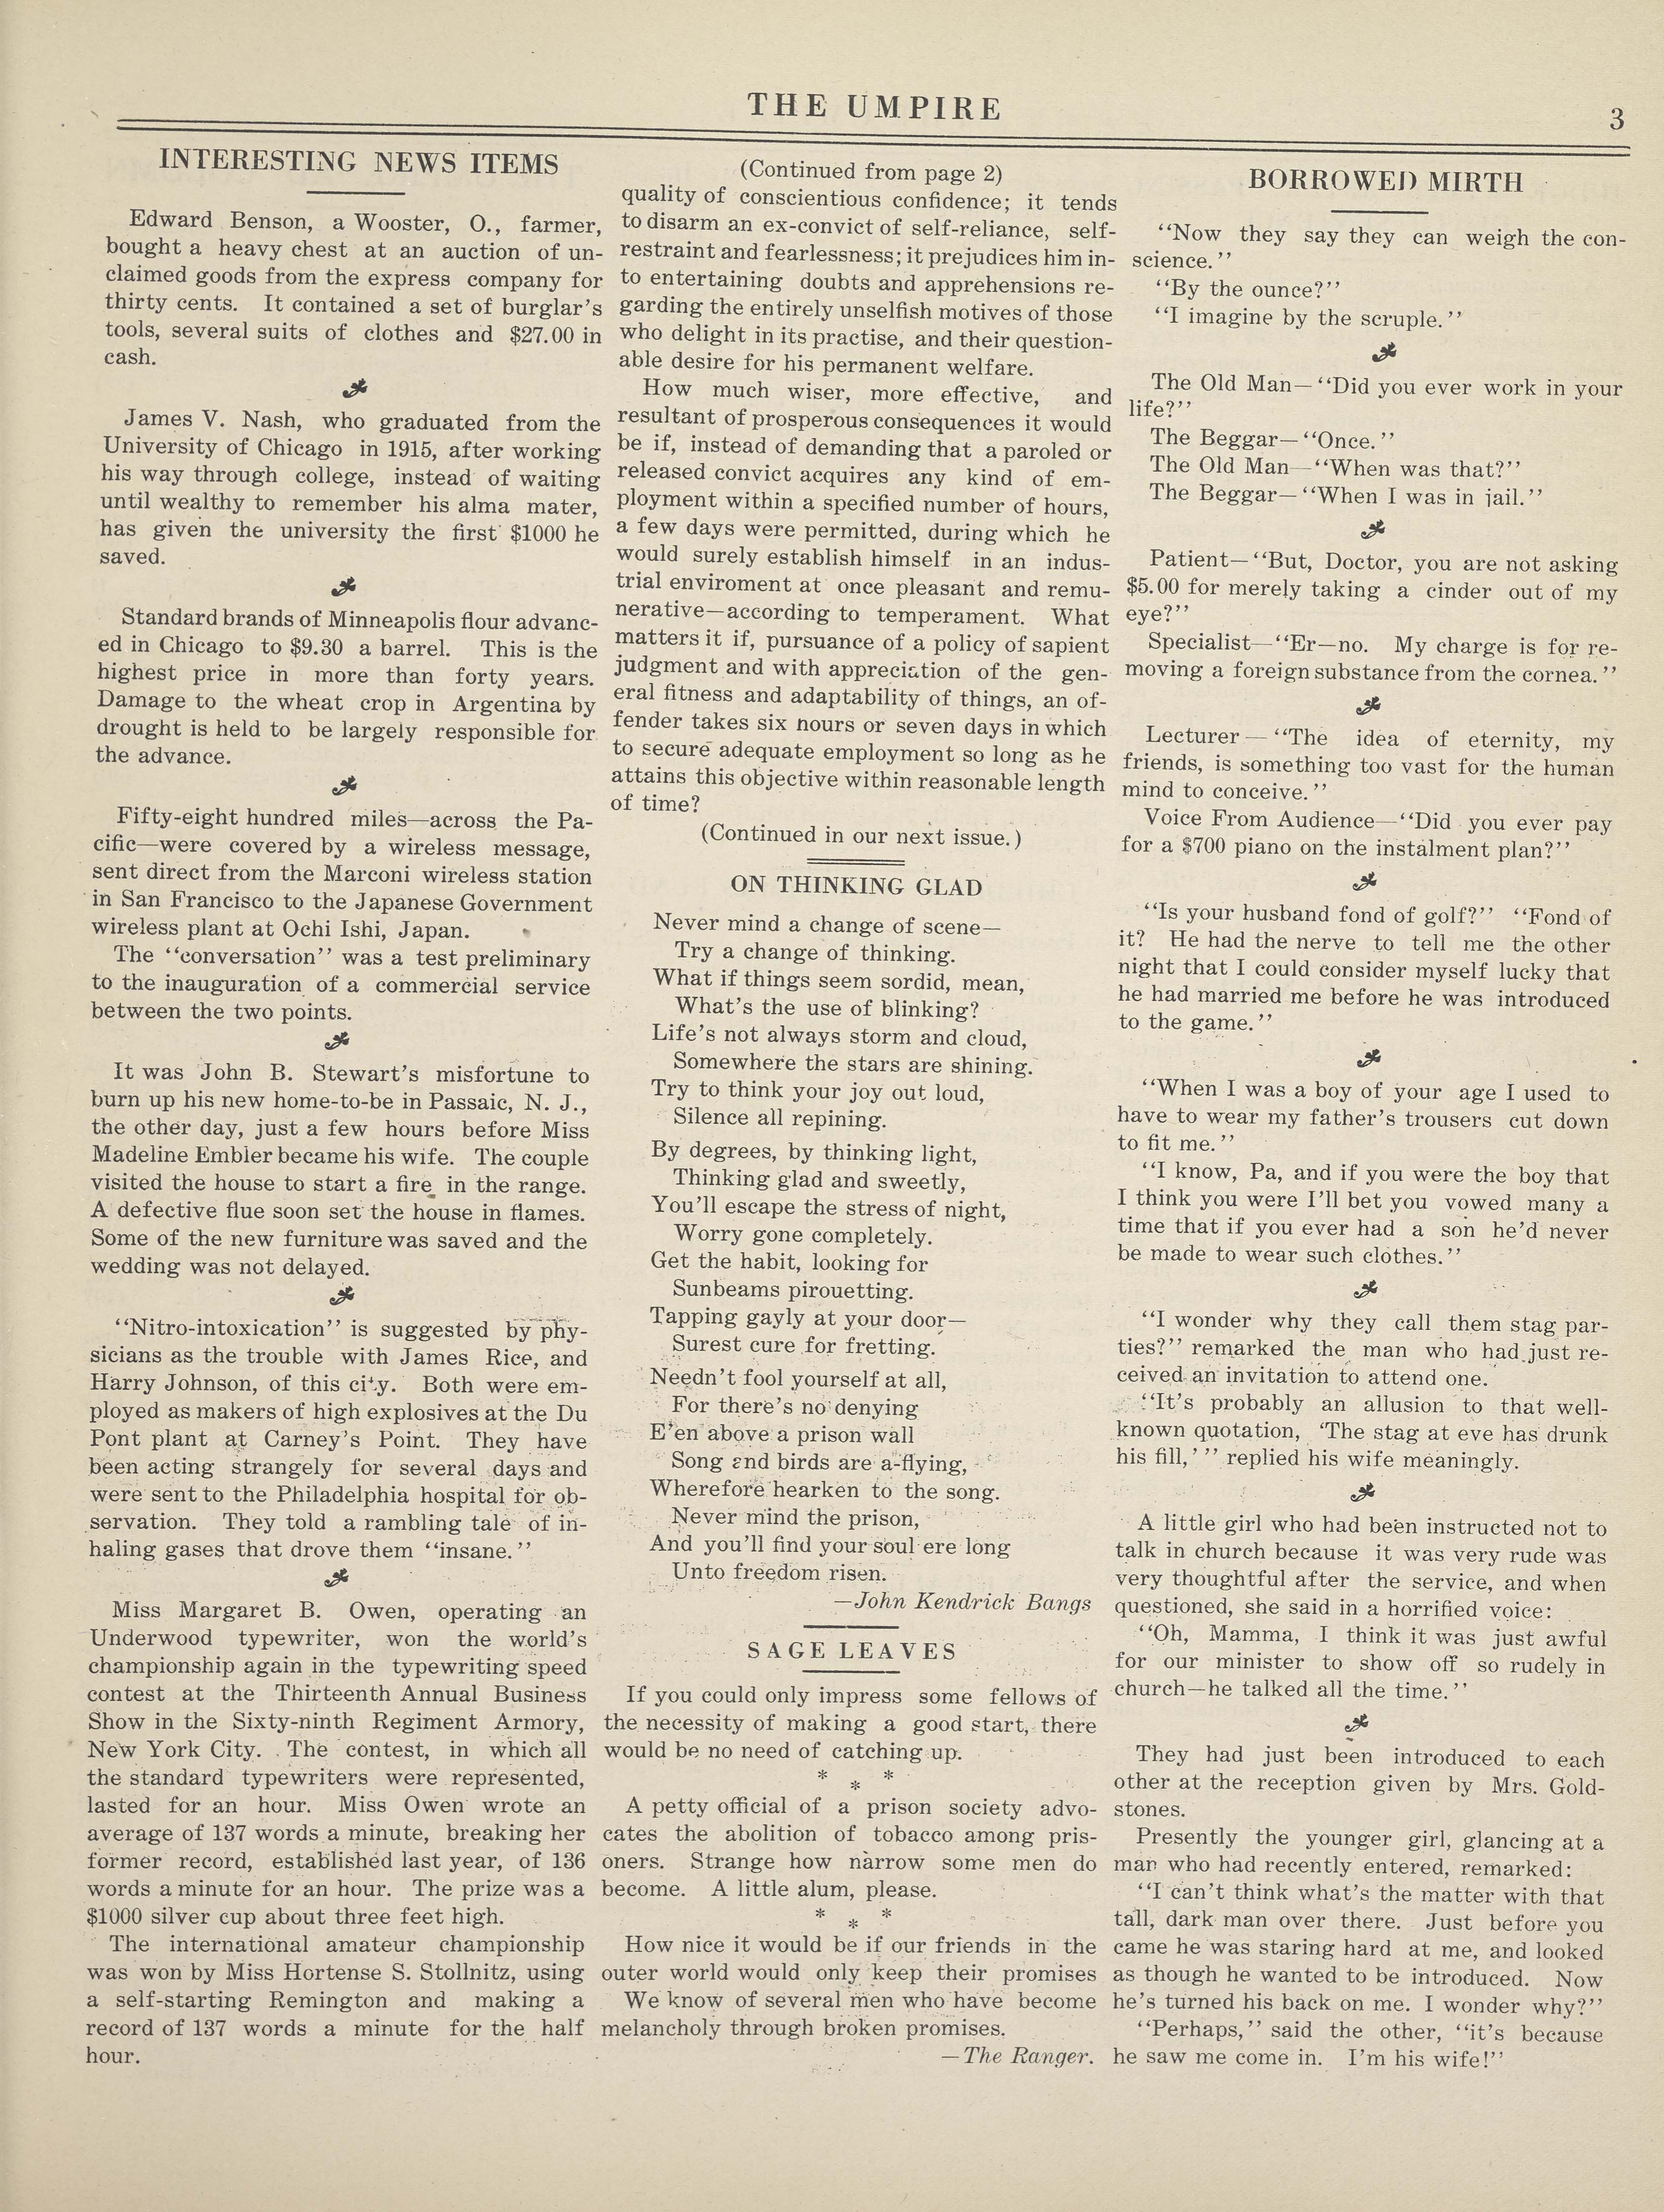 THE UMPIRE
3
INTERESTING NEWS ITEMS
Edward Benson, a Wooster, O., farmer,
bought a heavy chest at an auction of un-
claimed goods from the express company for
thirty cents. It contained a set of burglar's
tools, several suits of clothes and $27.00 in
cash.
James V. Nash, who graduated from the
University of Chicago in 1915, after working
his way through college, instead of waiting
until wealthy to remember his alma mater,
has given the university the first $1000 he
saved.
Standard brands of Minneapolis flour advanc-
ed in Chicago to $9.30 a barrel. This is the
highest price in more than forty years.
Damage to the wheat crop in Argentina by
drought is held to be largely responsible for
the advance.
Fifty-eight hundred miles—across the Pa-
cific—were covered by a wireless message,
sent direct from the Marconi wireless station
in San Francisco to the Japanese Government
wireless plant at Ochi Ishi, Japan.
The ‘‘conversation’’ was a test preliminary
to the inauguration of a commercial service
between the two points.
It was John B. Stewart's misfortune to
burn up his new home-to-be in Passaic, N. J.,
the other day, just a few hours before Miss
Madeline Embler became his wife. The couple
visited the house to start a fire in the range.
A defective flue soon set the house in flames.
Some of the new furniture was saved and the
wedding was not delayed.
‘‘Nitro-intoxication’’ is suggested by phy-
sicians as the trouble with James Rice, and
Harry Johnson, of this city. Both were em-
ployed as makers of high explosives at the Du
Pont plant at Carney's Point. They have
been acting strangely for several days and
were sent to the Philadelphia hospital for ob-
servation. They told a rambling tale of in-
haling gases that drove them ‘‘insane.’’
Miss Margaret B. Owen, operating an
Underwood typewriter, won the world's
championship again in the typewriting speed
contest at the Thirteenth Annual Business
Show in the Sixty-ninth Regiment Armory,
New York City. The contest, in which all
the standard typewriters were represented,
lasted for an hour. Miss Owen wrote an
average of 137 words a minute, breaking her
former record, established last year, of 136
words a minute for an hour. The prize was a
$1000 silver cup about three feet high.
The international amateur championship
was won by Miss Hortense S. Stollnitz, using
a self-starting Remington and making a
record of 137 words a minute for the half
hour.
(Continued from page 2)
quality of conscientious confidence; it tends
to disarm an ex-convict of self-reliance, self-
restraint and fearlessness; it prejudices him in-
to entertaining doubts and apprehensions re-
garding the entirely unselfish motives of those
who delight in its practise, and their question-
able desire for his permanent welfare.
How much wiser, more effective, and
resultant of prosperous consequences it would
be if, instead of demanding that a paroled or
released convict acquires any kind of em-
ployment within a specified number of hours,
a few days were permitted, during which he
would surely establish himself in an indus-
trial enviroment at once pleasant and remu-
nerative—according to temperament. What
matters it if, pursuance of a policy of sapient
judgment and with appreciation of the gen-
eral fitness and adaptability of things, an of-
fender takes six hours or seven days in which
to secure adequate employment so long as he
attains this objective within reasonable length
of time?
(Continued in our next issue.)
ON THINKING GLAD
Never mind a change of scene—
Try a change of thinking.
What if things seem sordid, mean,
What's the use of blinking?
Life's not always storm and cloud,
Somewhere the stars are shining.
Try to think your joy out loud,
Silence all repining.
By degrees, by thinking light,
Thinking glad and sweetly,
You'll escape the stress of night,
Worry gone completely.
Get the habit, looking for
Sunbeams pirouetting.
Tapping gayly at your door—
Surest cure for fretting.
Needn't fool yourself at all,
For there's no denying
E'en above a prison wall
Song and birds are a-flying,
Wherefore hearken to the song.
Never mind the prison,
And you'll find your soul ere long
Unto freedom risen.
—John Kendrick Bangs
SAGE LEAVES
If you could only impress some fellows of
the necessity of making a good start, there
would be no need of catching up.
* * *
A petty official of a prison society advo-
cates the abolition of tobacco among pris-
oners. Strange how narrow some men do
become. A little alum, please.
* * *
How nice it would be if our friends in the
outer world would only keep their promises
We know of several men who have become
melancholy through broken promises.
—The Ranger.
BORROWED MIRTH
‘‘Now they say they can weigh the con-
science.’’
‘‘By the ounce?’’
‘‘I imagine by the scruple.’’
The Old Man—‘‘Did you ever work in your
life?’’
The Beggar—‘‘Once.’’
The Old Man—‘‘When was that?’’
The Beggar—‘‘When I was in jail.’’
Patient—‘‘But, Doctor, you are not asking
$5.00 for merely taking a cinder out of my
eye?’’
Specialist—‘‘Er—no. My charge is for re-
moving a foreign substance from the cornea.’’
Lecturer—‘‘The idea of eternity, my
friends, is something too vast for the human
mind to conceive.’’
Voice From Audience—‘‘Did you ever pay
for a $700 piano on the instalment plan?’’
‘‘Is your husband fond of golf?’’ ‘‘Fond of
it? He had the nerve to tell me the other
night that I could consider myself lucky that
he had married me before he was introduced
to the game.’’
‘‘When I was a boy of your age I used to
have to wear my father's trousers cut down
to fit me.’’
‘‘I know, Pa, and if you were the boy that
I think you were I'll bet you vowed many a
time that if you ever had a son he'd never
be made to wear such clothes.’’
‘‘I wonder why they call them stag par-
ties?’’ remarked the man who had just re-
ceived an invitation to attend one.
‘‘It's probably an allusion to that well-
known quotation, ‘The stag at eve has drunk
his fill,’ ’’ replied his wife meaningly.
A little girl who had been instructed not to
talk in church because it was very rude was
very thoughtful after the service, and when
questioned, she said in a horrified voice:
‘‘Oh, Mamma, I think it was just awful
for our minister to show off so rudely in
church—he talked all the time.’’
They had just been introduced to each
other at the reception given by Mrs. Gold-
stones.
Presently the younger girl, glancing at a
man who had recently entered, remarked:
‘‘I can't think what's the matter with that
tall, dark man over there. Just before you
came he was staring hard at me, and looked
as though he wanted to be introduced. Now
he's turned his back on me. I wonder why?’’
‘‘Perhaps,’’ said the other, ‘‘it's because
he saw me come in. I'm his wife!’’